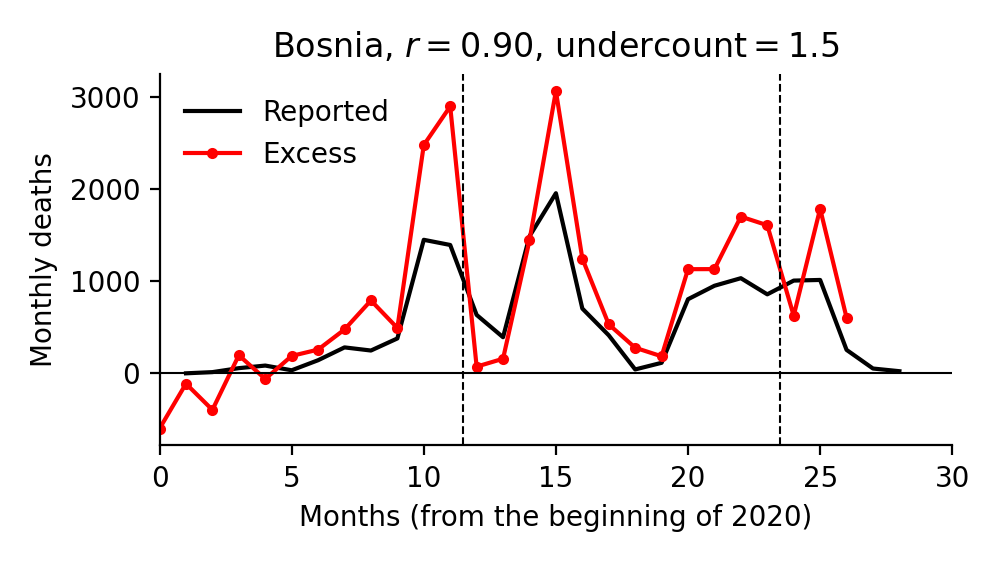 Bosnia, r = 0.90, undercount = 1.5
Reported
Excess
Monthly deaths
3000
2000
1000
0
0 5 10 15 20 25 30
Months (from the beginning of 2020)